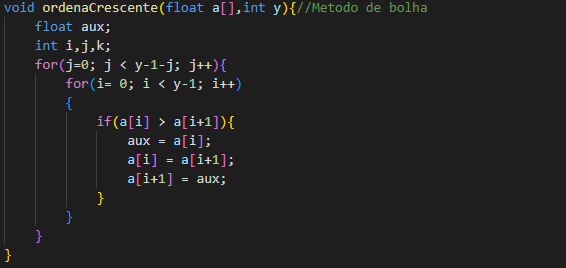 void ordenaCrescente(float a[],int y){//Metodo de bolha
    float aux;
    int i,j,k;
    for(j=0; j < y-1-j; j++){
        for(i= 0; i < y-1; i++)
        {
            if(a[i] > a[i+1]){
                aux = a[i];
                a[i] = a[i+1];
                a[i+1] = aux;
            }
        }
    }
}